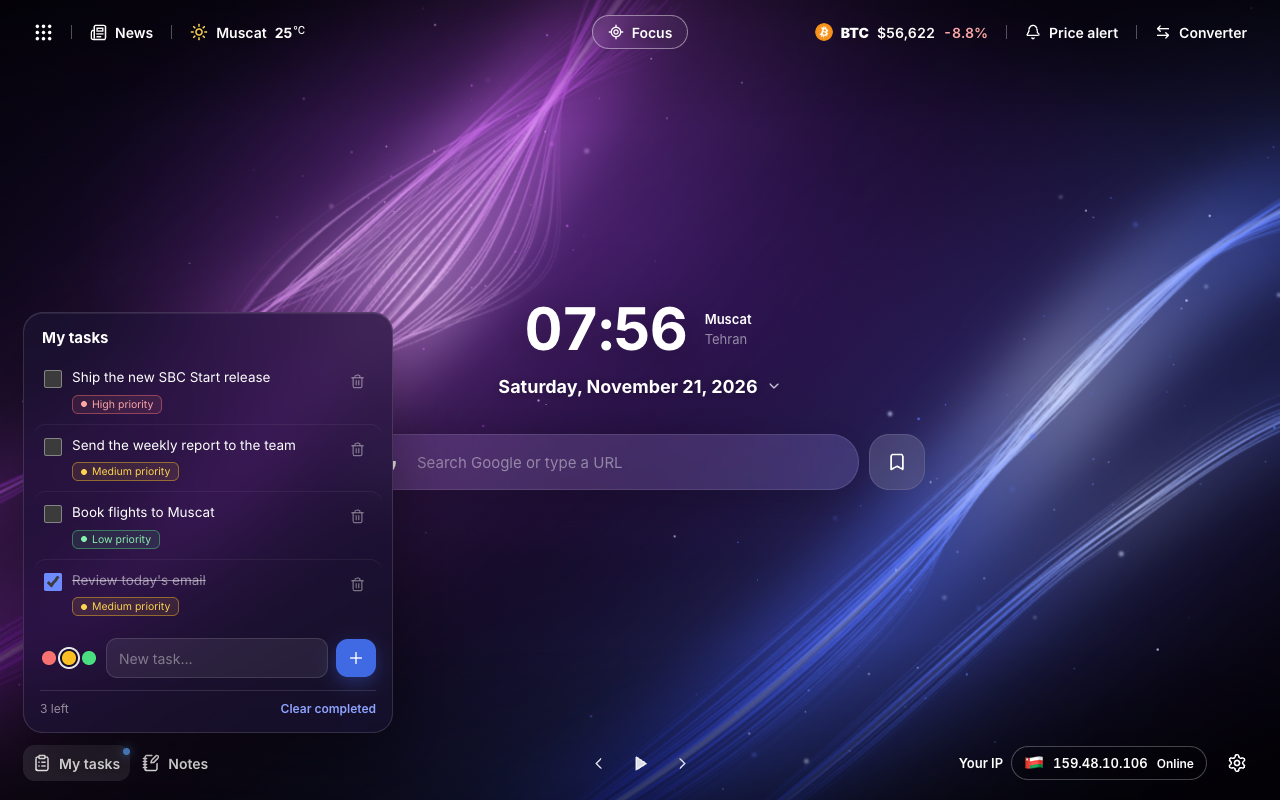 News
Muscat 25°C
Focus
BTC $56,622 -8.8%
Price alert
Converter
07:56
Muscat
Tehran
Saturday, November 21, 2026
Search Google or type a URL
My tasks
Ship the new SBC Start release
High priority
Send the weekly report to the team
Medium priority
Book flights to Muscat
Low priority
Review today's email
Medium priority
New task...
3 left
Clear completed
My tasks
Notes
Your IP
159.48.10.106 Online